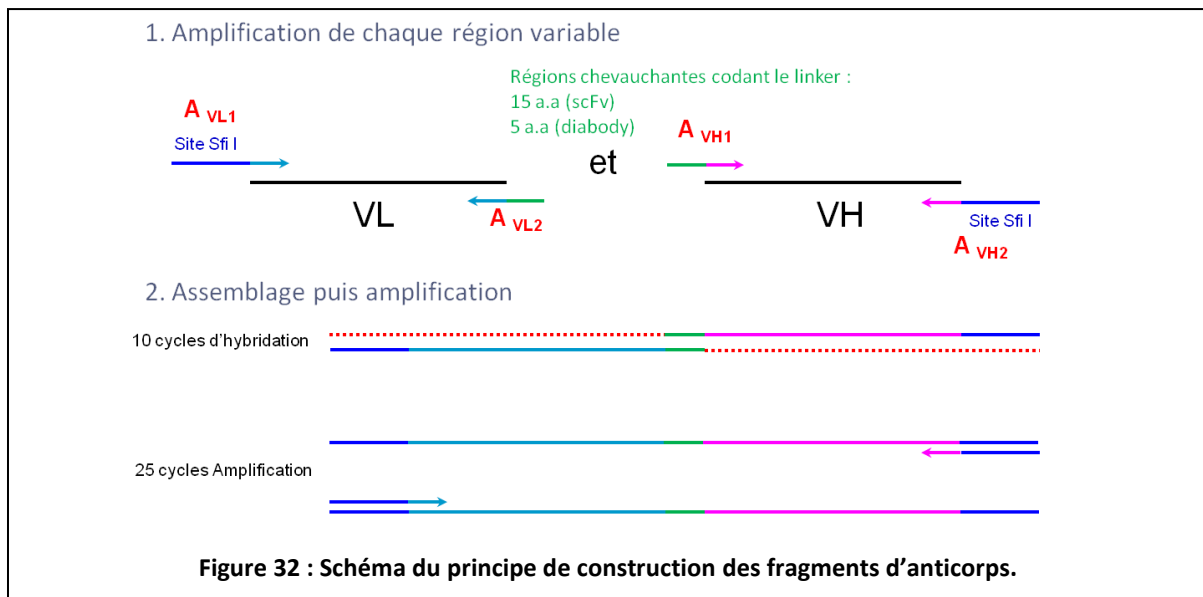 1. Amplification de chaque région variable
Régions chevauchantes codant le linker :
15 a.a (scFv)
5 a.a (diabody)
A VL1
Site Sfi I
A VH1
et
VL
A VL2
VH
Site Sfi I
A VH2
2. Assemblage puis amplification
10 cycles d'hybridation
25 cycles Amplification
Figure 32 : Schéma du principe de construction des fragments d'anticorps.